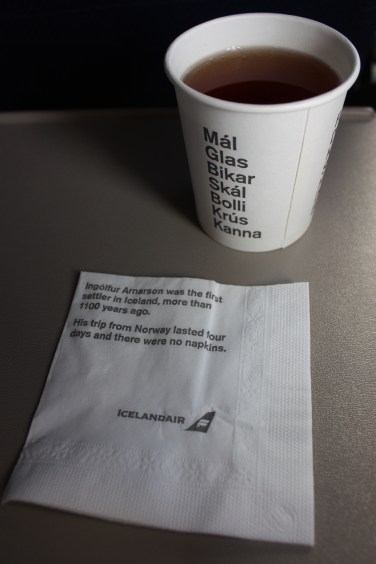 Mál
Glas
Bikar
Skál
Bolli
Krús
Kanna
Ingólfur Arnarson was the first
settler in Iceland, more than
1100 years ago.
His trip from Norway lasted four
days and there were no napkins.
ICELANDAIR